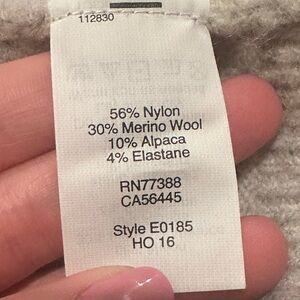 112830
56% Nylon
30% Merino Wool
10% Alpaca
4% Elastane
RN77388
CA56445
Style E0185
HO 16